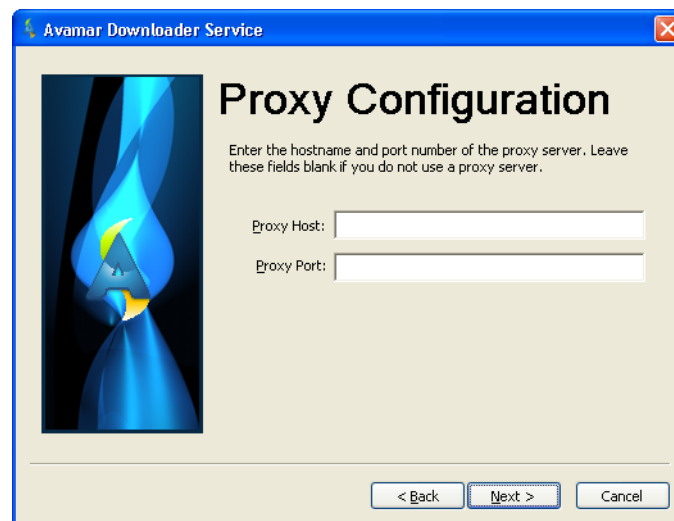 Avamar Downloader Service
Proxy Configuration
Enter the hostname and port number of the proxy server. Leave
these fields blank if you do not use a proxy server.
Proxy Host:
Proxy Port:
< Back
Next >
Cancel